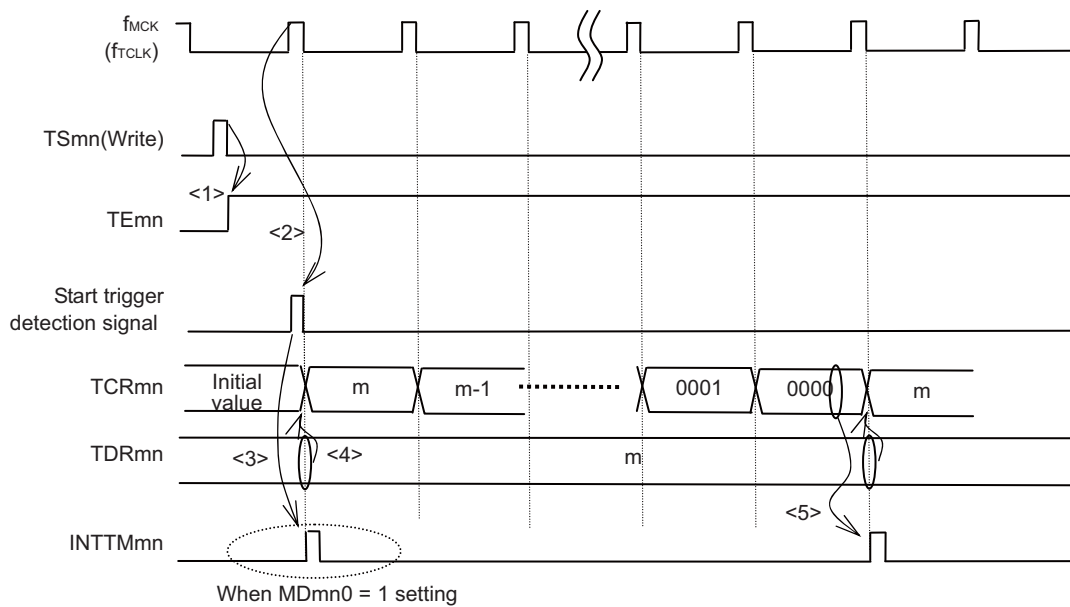 fMCK
(fTCLK)
TSmn(Write)
<1>
TEmn
<2>
Start trigger
detection signal
TCRmn
Initial
value
m
m-1
0001
0000
m
TDRmn
<3>
<4>
m
<5>
INTTMmn
When MDmn0 = 1 setting